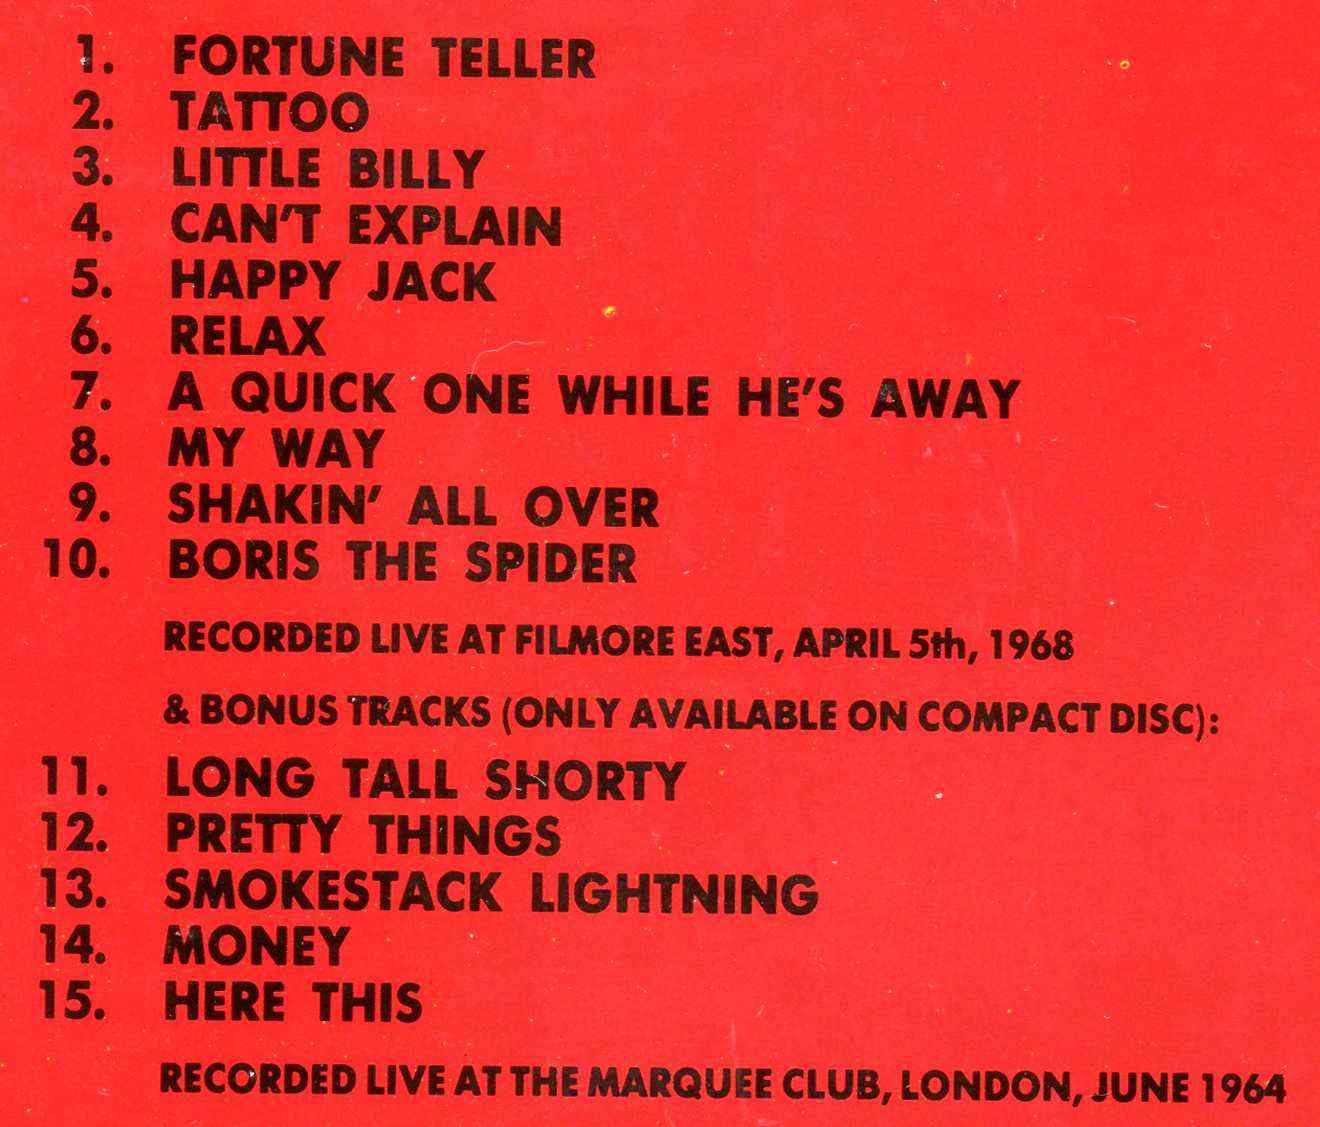 1. FORTUNE TELLER
2. TATTOO
3. LITTLE BILLY
4. CAN'T EXPLAIN
5. HAPPY JACK
6. RELAX
7. A QUICK ONE WHILE HE'S AWAY
8. MY WAY
9. SHAKIN' ALL OVER
10. BORIS THE SPIDER
RECORDED LIVE AT FILMORE EAST, APRIL 5th, 1968
& BONUS TRACKS (ONLY AVAILABLE ON COMPACT DISC):
11. LONG TALL SHORTY
12. PRETTY THINGS
13. SMOKESTACK LIGHTNING
14. MONEY
15. HERE THIS
RECORDED LIVE AT THE MARQUEE CLUB, LONDON, JUNE 1964